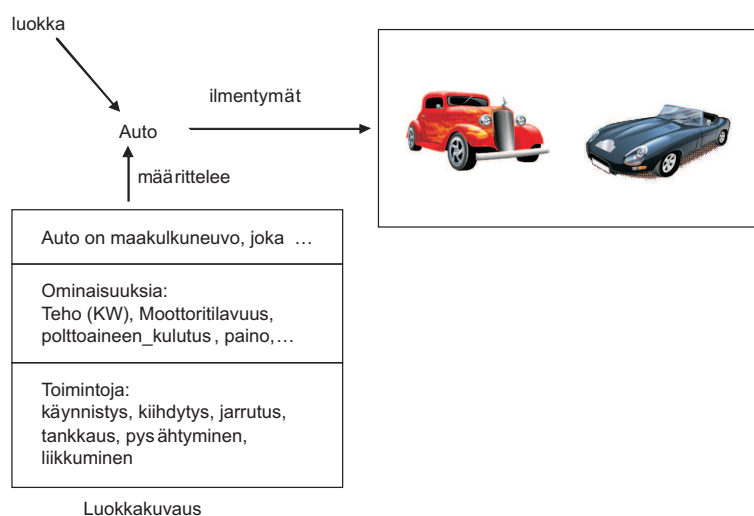 luokka
ilmentymät
Auto
määrittelee
Auto on maakulkuneuvo, joka ...
Ominaisuuksia:
Teho (KW), Moottoritilavuus,
polttoaineen_kulutus, paino,...
Toimintoja:
käynnistys, kiihdytys, jarrutus,
tankkaus, pysähtyminen,
liikkuminen
Luokkakuvaus